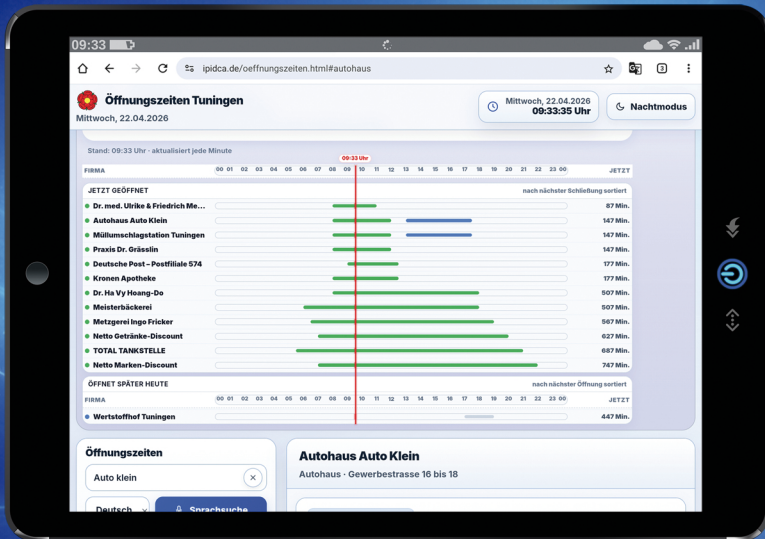 09:33
ipidca.de/oeffnungszeiten.html#autohaus
3
Öffnungszeiten Tuningen
Mittwoch, 22.04.2026
Mittwoch, 22.04.2026
09:33:35 Uhr
Nachtmodus
Stand: 09:33 Uhr · aktualisiert jede Minute
09:33 Uhr
FIRMA 00 01 02 03 04 05 06 07 08 09 10 11 12 13 14 15 16 17 18 19 20 21 22 23 00 JETZT
JETZT GEÖFFNET nach nächster Schließung sortiert
Dr. med. Ulrike & Friedrich Me... 87 Min.
Autohaus Auto Klein 147 Min.
Müllumschlagstation Tuningen 147 Min.
Praxis Dr. Grässlin 147 Min.
Deutsche Post – Postfiliale 574 177 Min.
Kronen Apotheke 177 Min.
Dr. Ha Vy Hoang-Do 507 Min.
Meisterbäckerei 507 Min.
Metzgerei Ingo Fricker 567 Min.
Netto Getränke-Discount 627 Min.
TOTAL TANKSTELLE 687 Min.
Netto Marken-Discount 747 Min.
ÖFFNET SPÄTER HEUTE nach nächster Öffnung sortiert
FIRMA 00 01 02 03 04 05 06 07 08 09 10 11 12 13 14 15 16 17 18 19 20 21 22 23 00 JETZT
Wertstoffhof Tuningen 447 Min.
Öffnungszeiten
Auto klein
Deutsch
Sprachsuche
Autohaus Auto Klein
Autohaus · Gewerbestrasse 16 bis 18